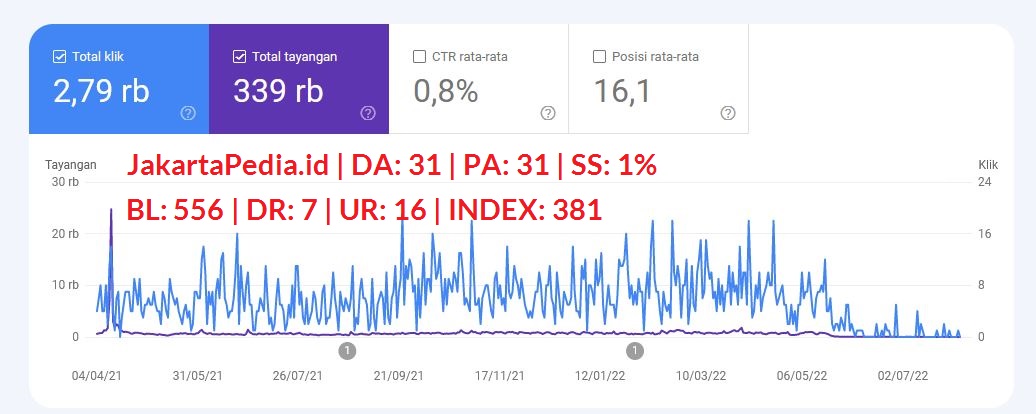 Total klik
2,79 rb
Total tayangan
339 rb
CTR rata-rata
0,8%
Posisi rata-rata
16,1
Tayangan
Klik
JakartaPedia.id | DA: 31 | PA: 31 | SS: 1%
BL: 556 | DR: 7 | UR: 16 | INDEX: 381
30 rb
24
20 rb
16
10 rb
8
0
0
1
1
04/04/21 31/05/21 26/07/21 21/09/21 17/11/21 12/01/22 10/03/22 06/05/22 02/07/22